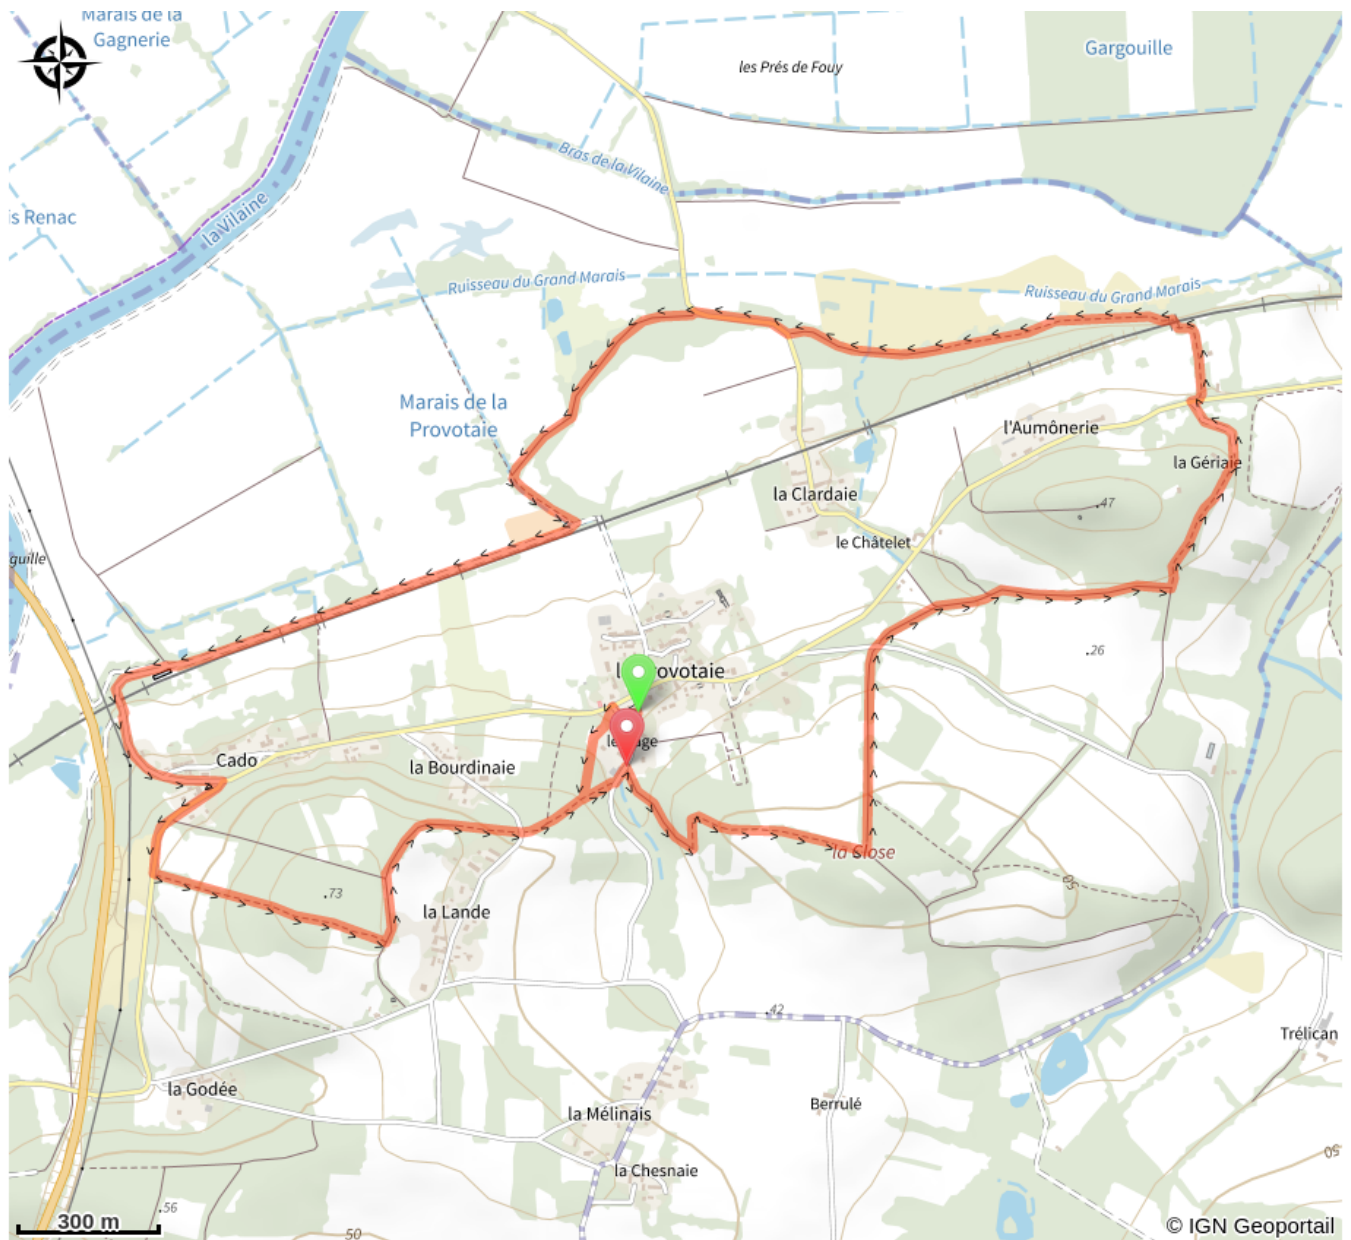 Marais de la
Gagnerie
Gargouille
les Prés de Fouy
Bras de la Vilaine
la Vilaine
is Renac
Ruisseau du Grand Marais
Ruisseau du Grand Marais
Marais de la
Provotaie
l'Aumônerie
la Gériaie
la Clardaie
.47
le Châtelet
guille
.26
Provotaie
Cado
la Bourdinaie
la Close
50
.73
la Lande
.42
Trélican
la Godée
Berrulé
la Mélinais
la Chesnaie
50
.56
50
300 m
© IGN Geoportail